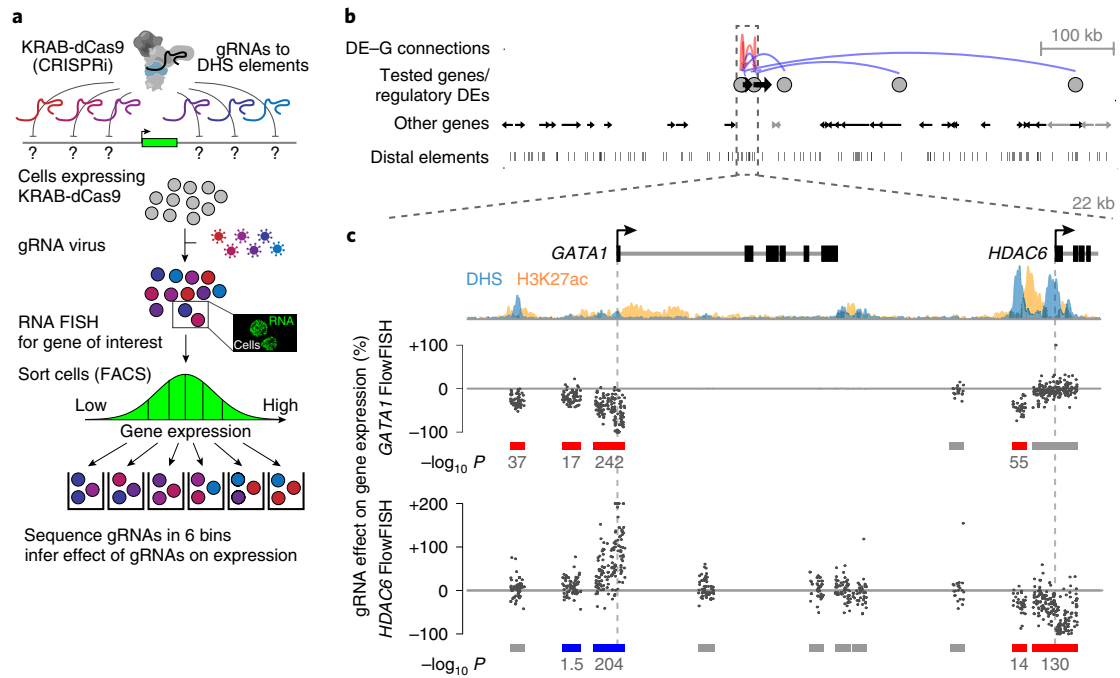 a
KRAB-dCas9
(CRISPRi)
gRNAs to
DHS elements
? ? ? ? ? ?
Cells expressing
KRAB-dCas9
gRNA virus
RNA FISH
for gene of interest
RNA
Cells
Sort cells (FACS)
Low
High
Gene expression
Sequence gRNAs in 6 bins
infer effect of gRNAs on expression
b
DE–G connections
100 kb
Tested genes/
regulatory DEs
Other genes
Distal elements
22 kb
c
GATA1
HDAC6
DHS H3K27ac
gRNA effect on gene expression (%)
GATA1 FlowFISH
+100
0
−100
−log10 P
37 17 242 55
HDAC6 FlowFISH
+200
+100
0
−100
−log10 P
1.5 204 14 130